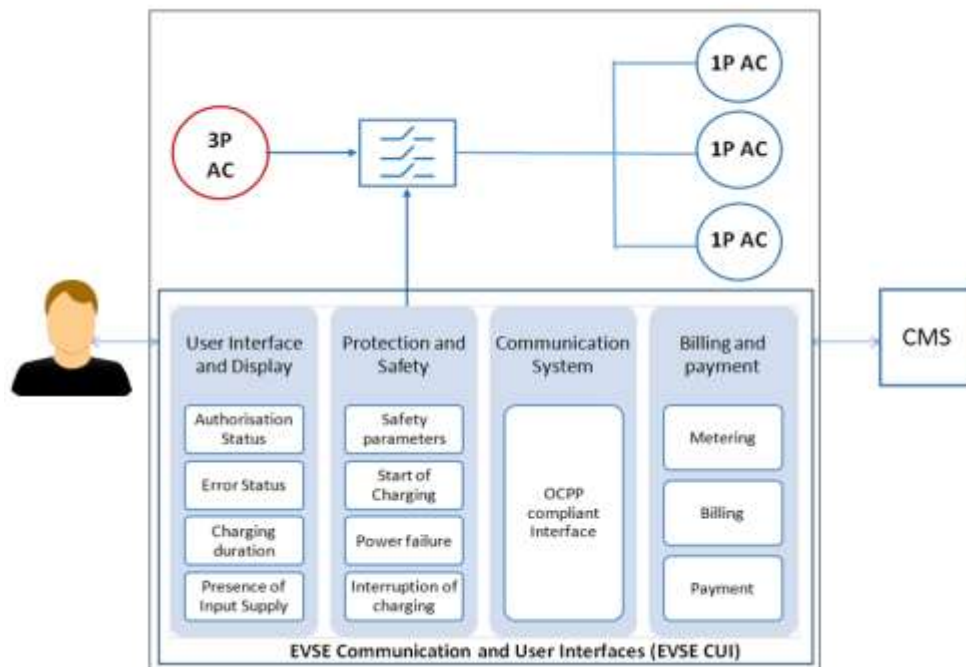 1P AC
3P
AC
1P AC
1P AC
CMS
User Interface
and Display
Authorisation
Status
Error Status
Charging
duration
Presence of
Input Supply
Protection and
Safety
Safety
parameters
Start of
Charging
Power failure
Interruption of
charging
Communication
System
OCPP
compliant
Interface
Billing and
payment
Metering
Billing
Payment
EVSE Communication and User Interfaces (EVSE CUI)